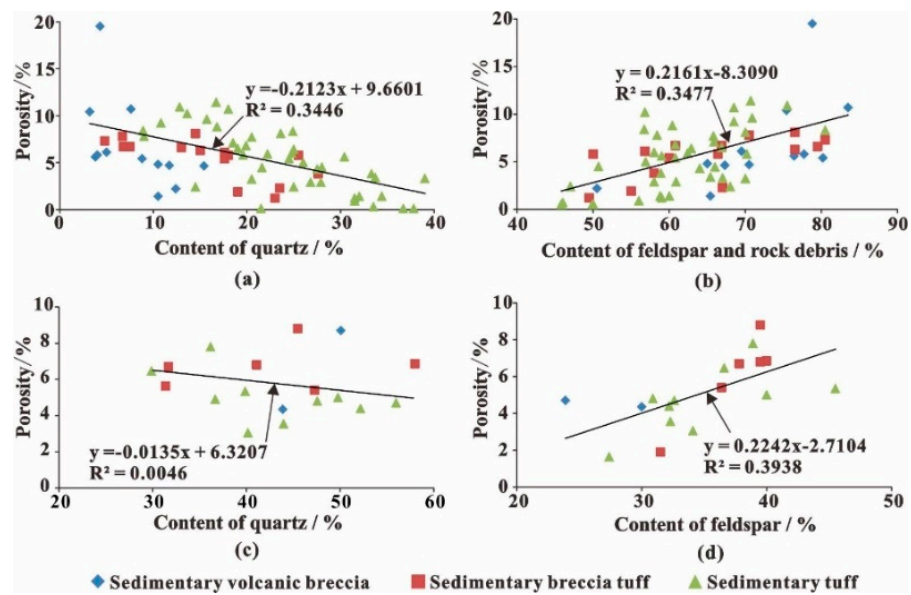 20
15
10
5
0
Porosity/%
y=-0.2123x + 9.6601
R² = 0.3446
0 10 20 30 40
Content of quartz / %
(a)
20
15
10
5
0
Porosity/%
y = 0.2161x-8.3090
R² = 0.3477
40 50 60 70 80 90
Content of feldspar and rock debris / %
(b)
10
8
6
4
2
0
Porosity/%
y=-0.0135x + 6.3207
R² = 0.0046
20 30 40 50 60
Content of quartz / %
(c)
10
8
6
4
2
0
Porosity/%
y = 0.2242x-2.7104
R² = 0.3938
20 30 40 50
Content of feldspar / %
(d)
Sedimentary volcanic breccia Sedimentary breccia tuff Sedimentary tuff